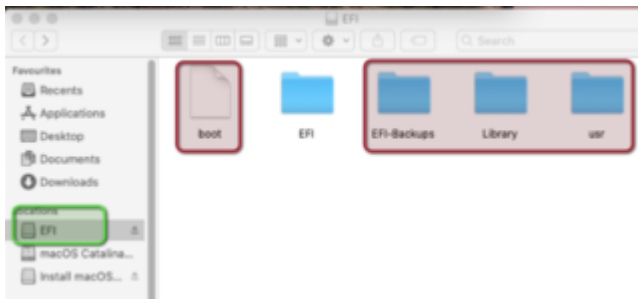 EFI
Search
Favourites
Recents
Applications
Desktop
Documents
Downloads
Locations
EFI
macOS Catalina...
Install macOS...
boot
EFI
EFI-Backups
Library
usr